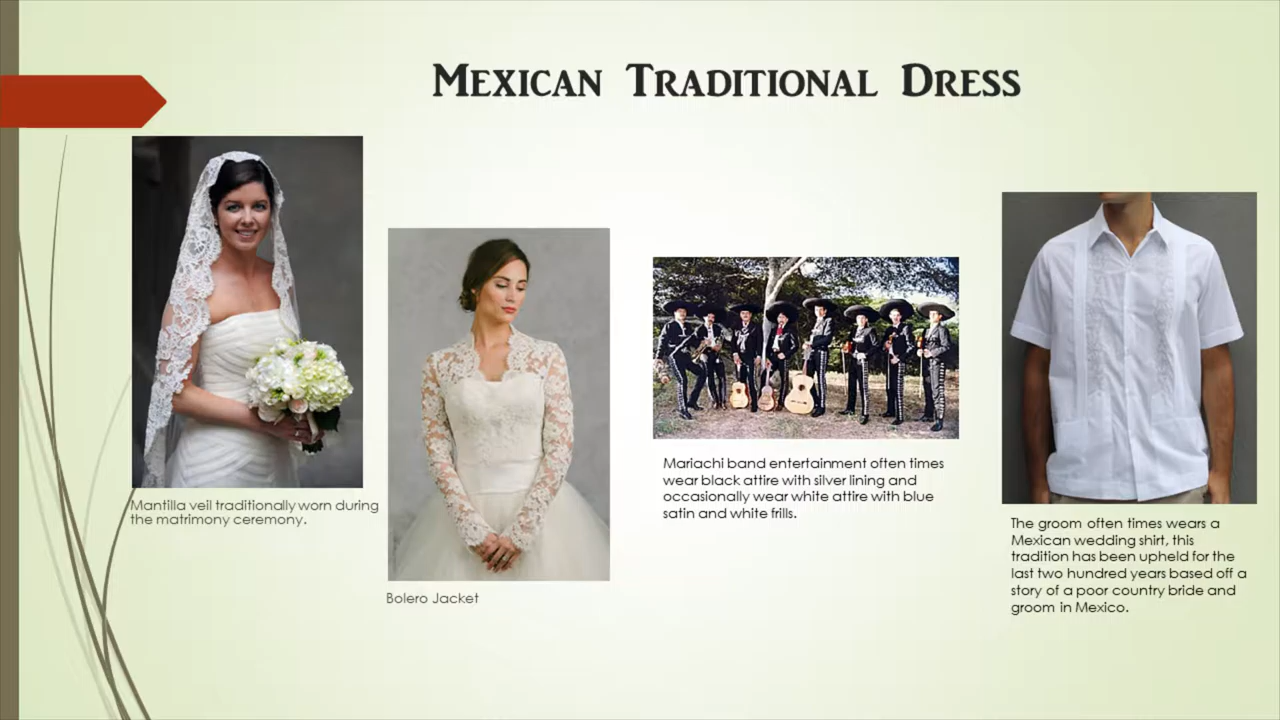 Mexican Traditional Dress
Mantilla veil traditionally worn during
the matrimony ceremony.
Bolero Jacket
Mariachi band entertainment often times
wear black attire with silver lining and
occasionally wear white attire with blue
satin and white frills.
The groom often times wears a
Mexican wedding shirt, this
tradition has been upheld for the
last two hundred years based off a
story of a poor country bride and
groom in Mexico.